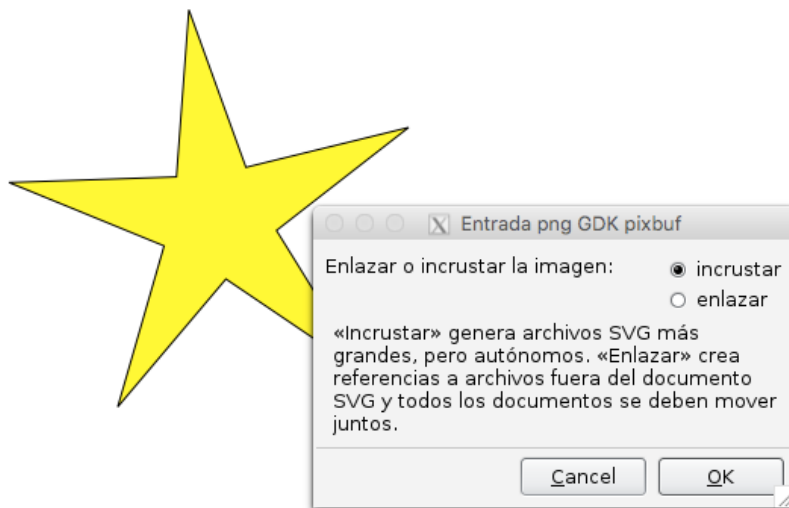 Entrada png GDK pixbuf
Enlazar o incrustar la imagen:
incrustar
enlazar
«Incrustar» genera archivos SVG más
grandes, pero autónomos. «Enlazar» crea
referencias a archivos fuera del documento
SVG y todos los documentos se deben mover
juntos.
Cancel
OK